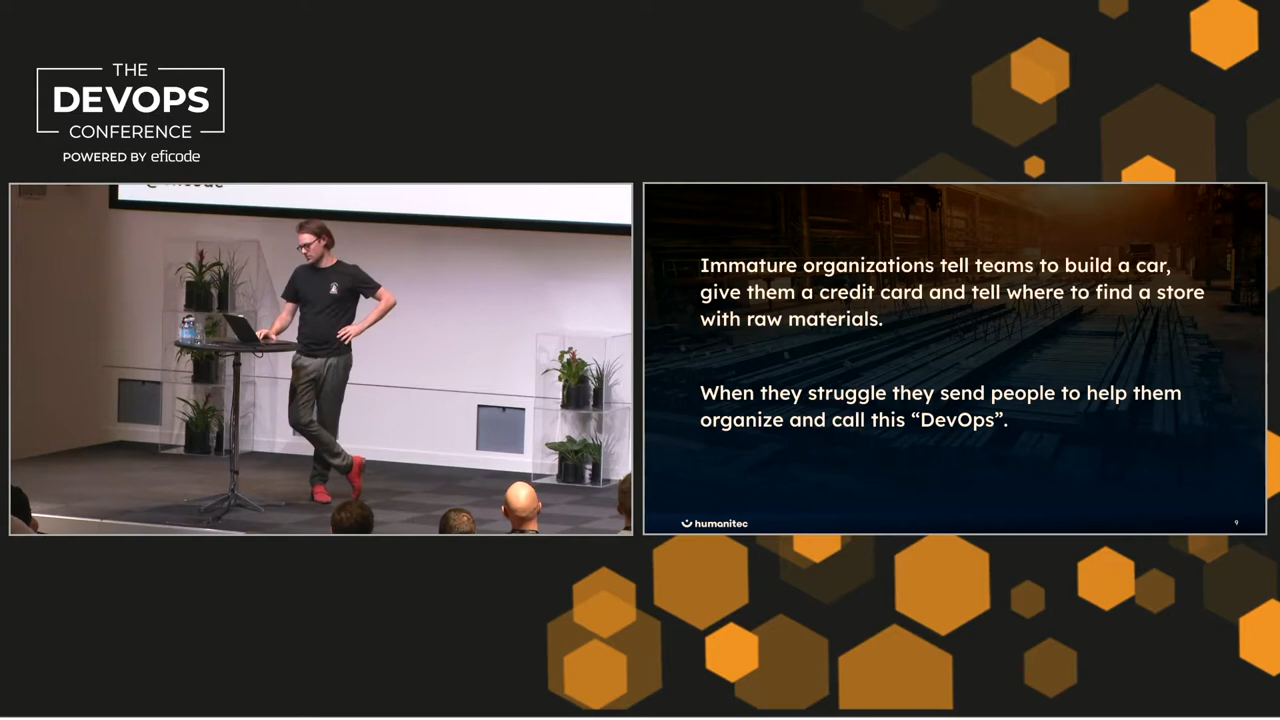 THE
DEVOPS
CONFERENCE
POWERED BY eficode
Immature organizations tell teams to build a car,
give them a credit card and tell where to find a store
with raw materials.
When they struggle they send people to help them
organize and call this “DevOps”.
humanitec
9